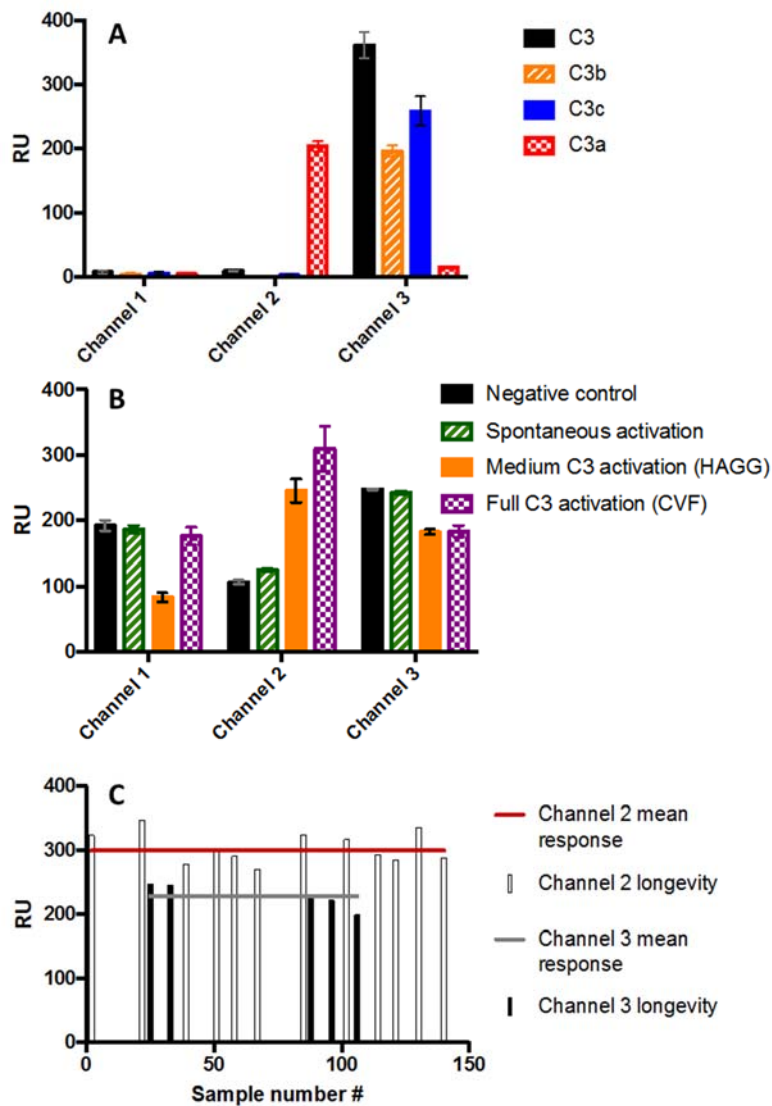 A
400
300
200
100
0
RU
Channel 1
Channel 2
Channel 3
C3
C3b
C3c
C3a
B
400
300
200
100
0
RU
Channel 1
Channel 2
Channel 3
Negative control
Spontaneous activation
Medium C3 activation (HAGG)
Full C3 activation (CVF)
C
400
300
200
100
0
RU
0
50
100
150
Sample number #
Channel 2 mean
response
Channel 2 longevity
Channel 3 mean
response
Channel 3 longevity